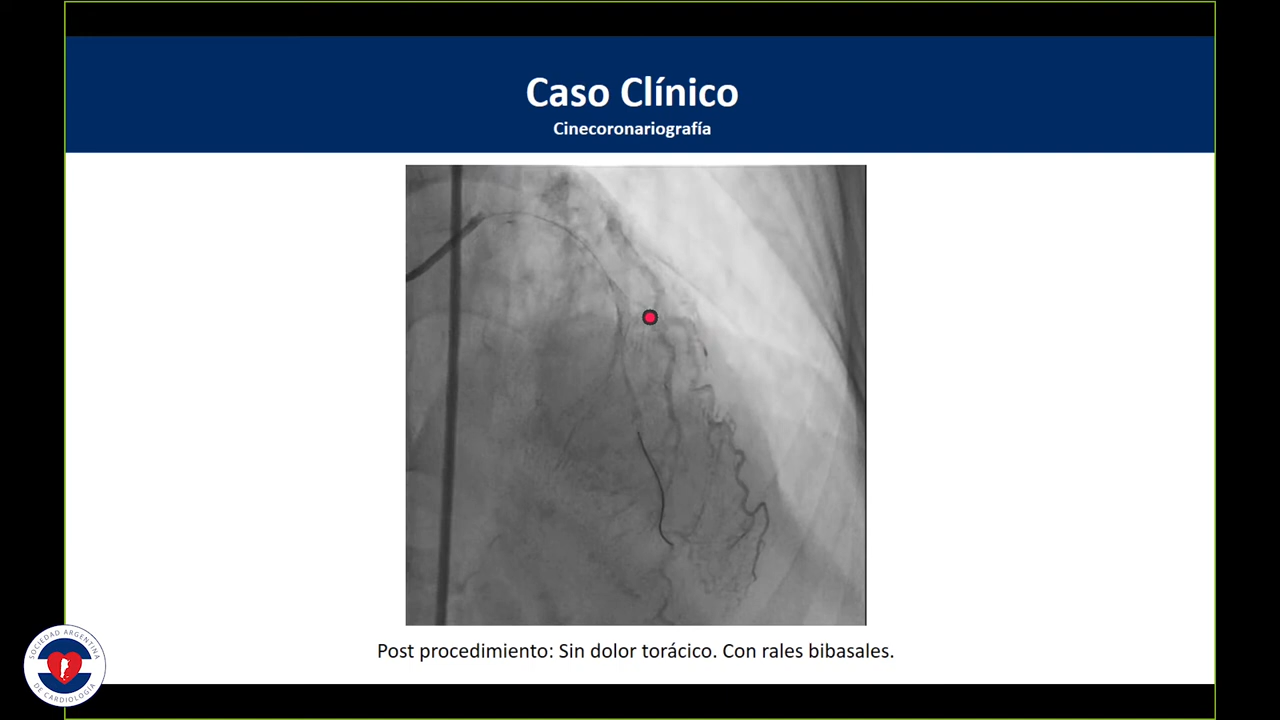 Caso Clínico
Cinecoronariografía
Post procedimiento: Sin dolor torácico. Con rales bibasales.
SOCIEDAD ARGENTINA
DE CARDIOLOGÍA